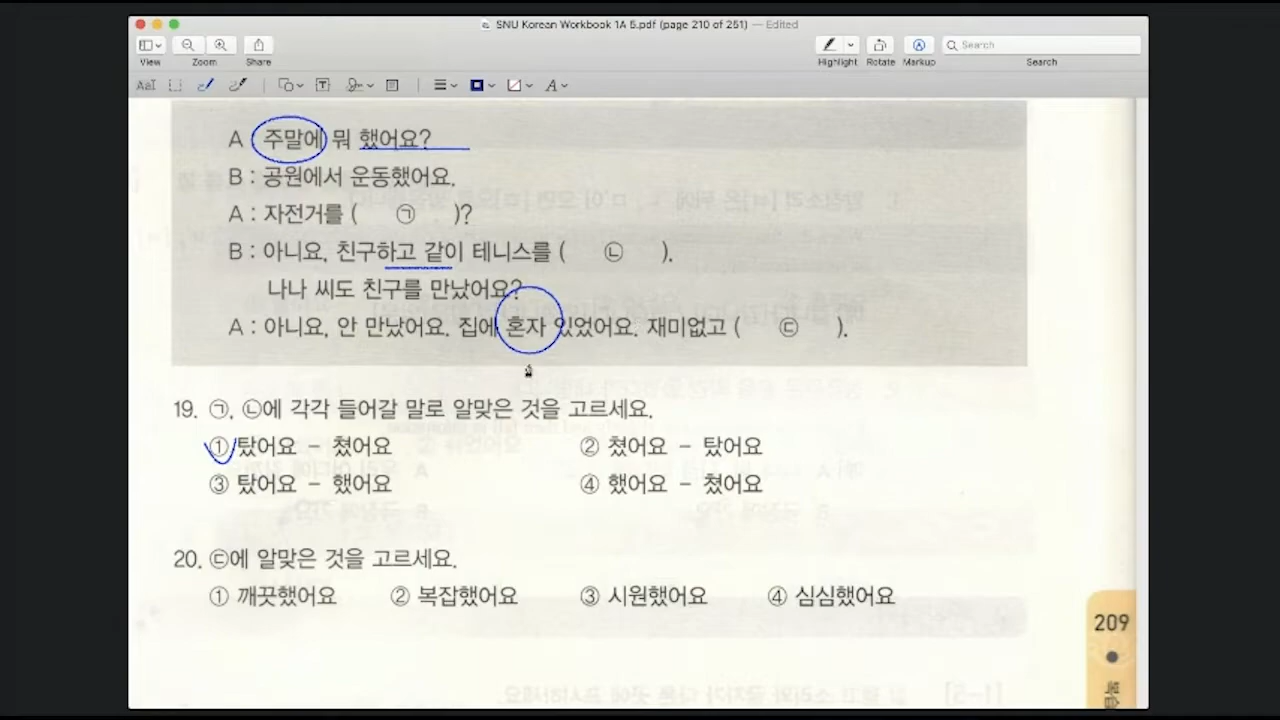 SNU Korean Workbook 1A 5.pdf (page 210 of 251) — Edited
View Zoom Share Highlight Rotate Markup Search Search
AaI T A
A : 주말에 뭐 했어요?
B : 공원에서 운동했어요.
A : 자전거를 ( ㉠ )?
B : 아니요, 친구하고 같이 테니스를 ( ㉡ ).
나나 씨도 친구를 만났어요?
A : 아니요, 안 만났어요. 집에 혼자 있었어요. 재미없고 ( ㉢ ).
19. ㉠, ㉡에 각각 들어갈 말로 알맞은 것을 고르세요.
① 탔어요 – 쳤어요 ② 쳤어요 – 탔어요
③ 탔어요 – 했어요 ④ 했어요 – 쳤어요
20. ㉢에 알맞은 것을 고르세요.
① 깨끗했어요 ② 복잡했어요 ③ 시원했어요 ④ 심심했어요
209
복습